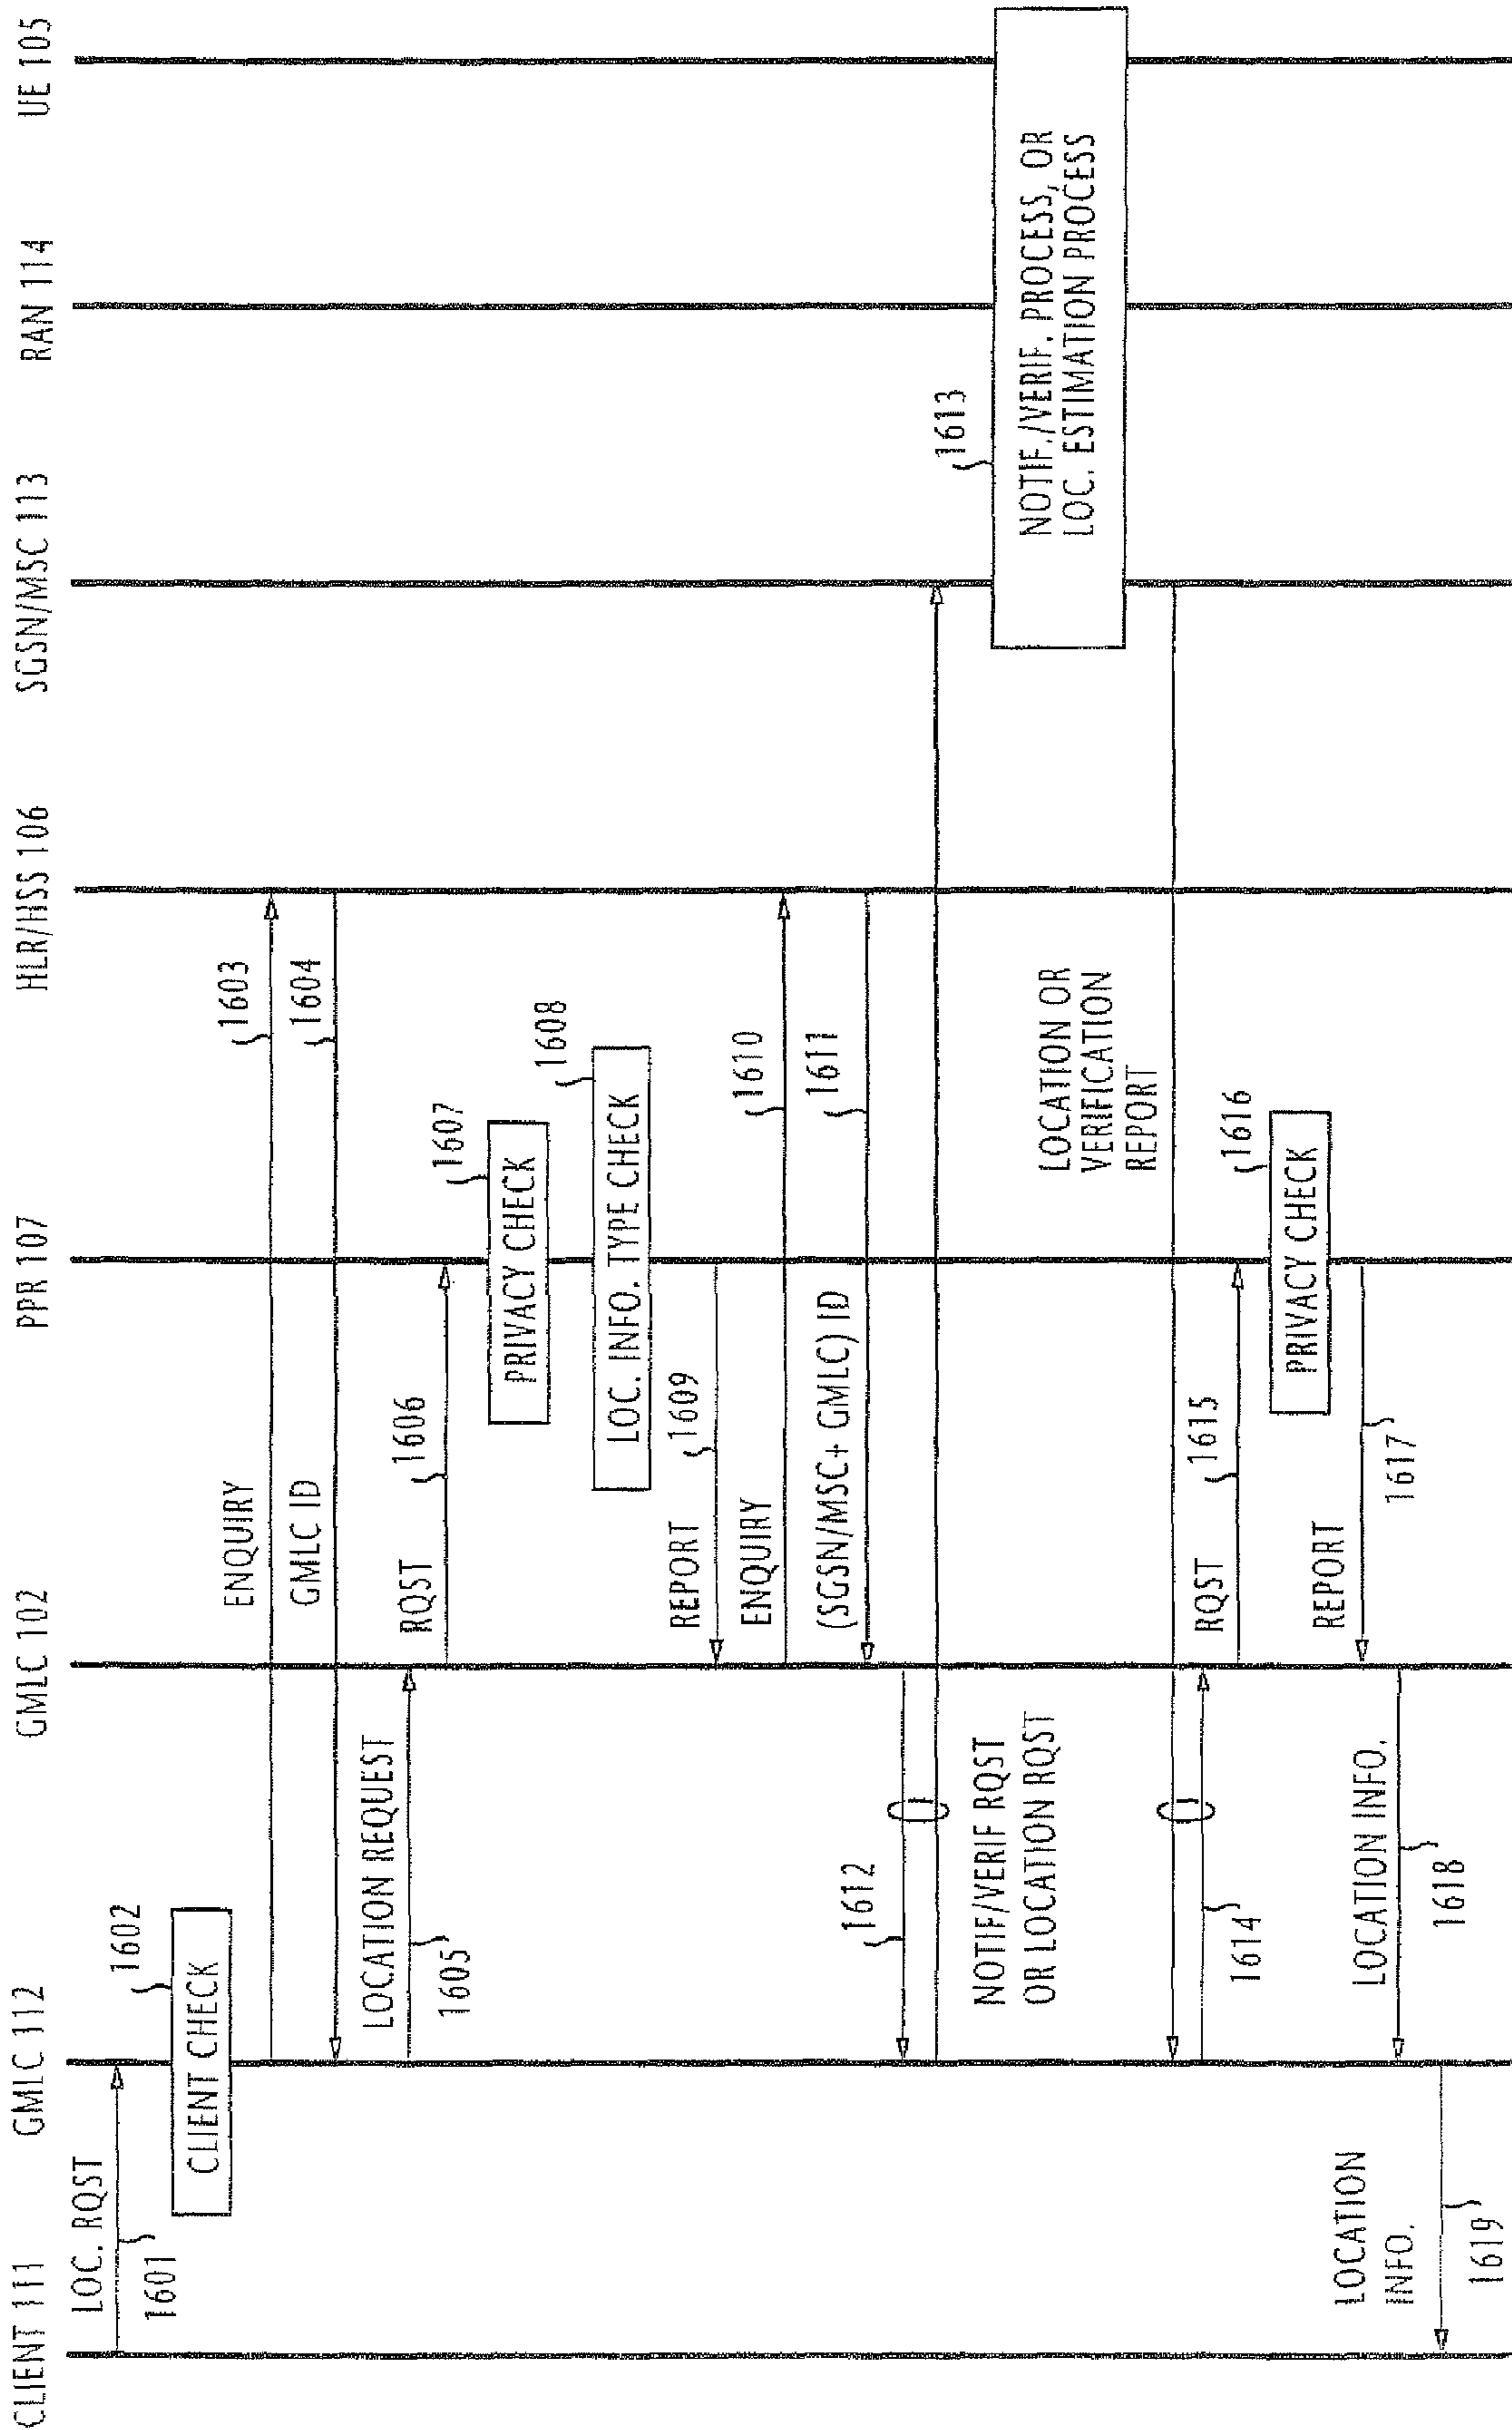 CLIENT 111
GMLC 112
GMLC 102
PPR 107
HLR/HSS 106
SGSN/MSC 113
RAN 114
UE 105
LOC. RQST
1601
1602
CLIENT CHECK
ENQUIRY
1603
GMLC ID
1604
LOCATION REQUEST
1605
RQST
1606
1607
PRIVACY CHECK
1608
LOC. INFO. TYPE CHECK
REPORT
1609
ENQUIRY
1610
(SGSN/MSC+ GMLC) ID
1611
1612
NOTIF/VERIF RQST
OR LOCATION RQST
1613
NOTIF./VERIF. PROCESS, OR
LOC. ESTIMATION PROCESS
LOCATION OR
VERIFICATION
REPORT
1614
RQST
1615
1616
PRIVACY CHECK
REPORT
1617
LOCATION INFO.
1618
LOCATION
INFO.
1619